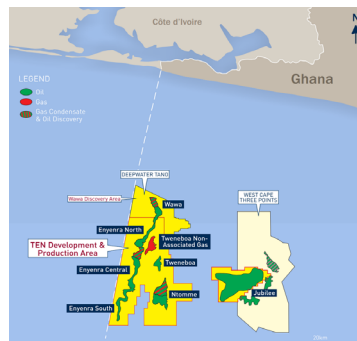 Côte d'Ivoire
N
Ghana
LEGEND
Oil
Gas
Gas Condensate
& Oil Discovery
DEEPWATER TANO
Wawa Discovery Area
Wawa
WEST CAPE
THREE POINTS
Enyenra North
Tweneboa Non-
Associated Gas
TEN Development &
Production Area
Tweneboa
Enyenra Central
Ntomme
Jubilee
Enyenra South
20km